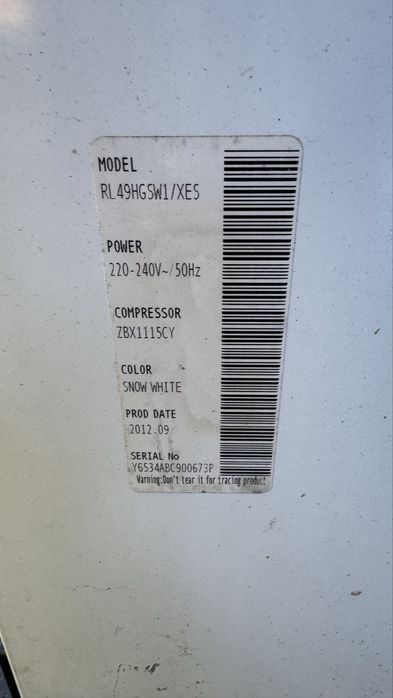 MODEL
RL49HGSW1/XES
POWER
220-240V~/50Hz
COMPRESSOR
ZBX1115CY
COLOR
SNOW WHITE
PROD DATE
2012.09
SERIAL No
Y6534ABC900673P
Warning:Don't tear it for tracing product